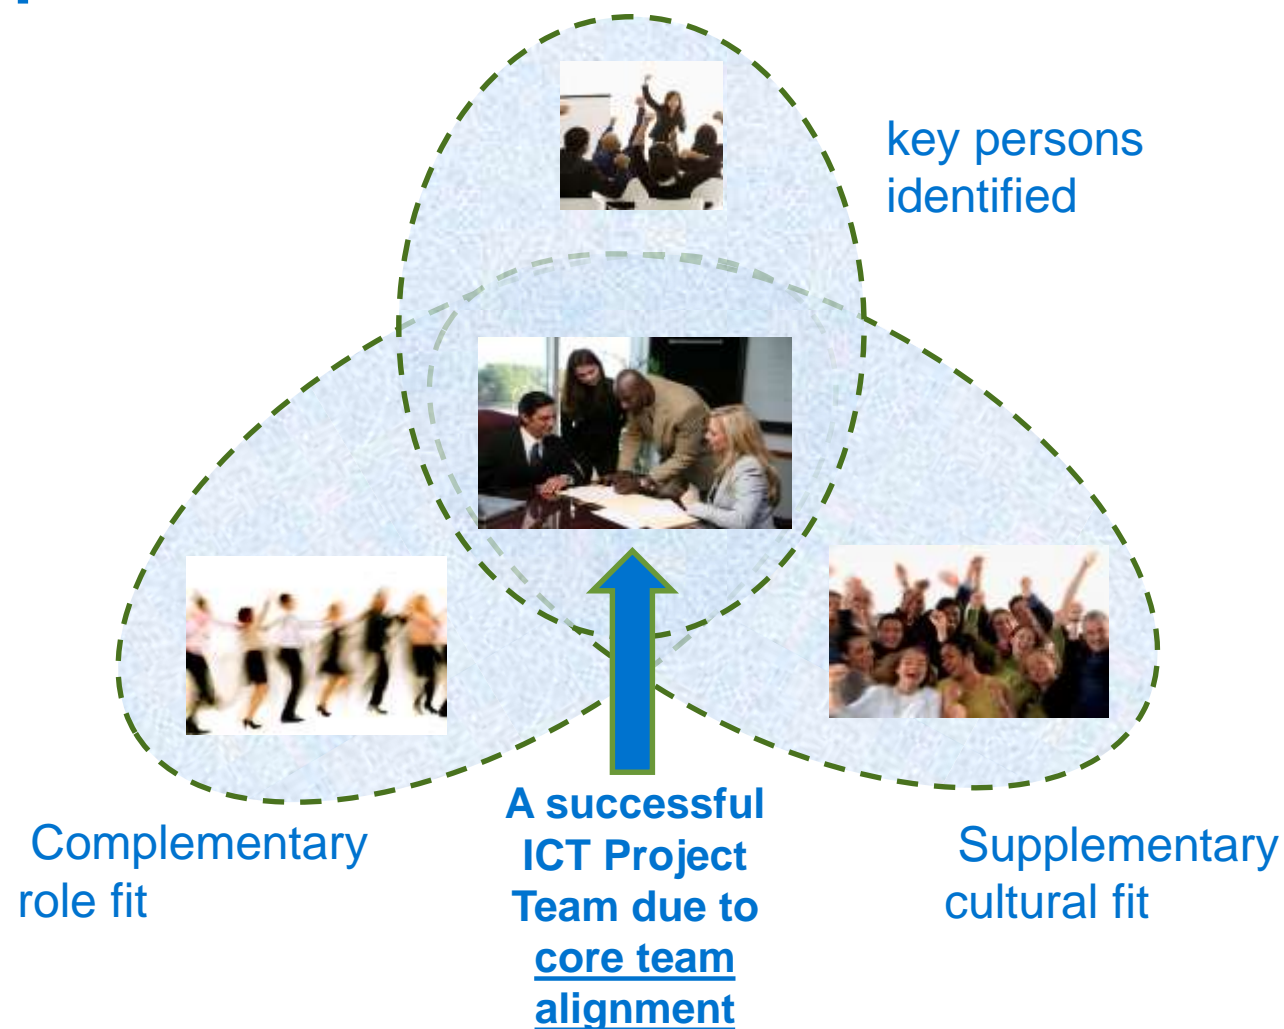 key persons
identified
Complementary
role fit
A successful
ICT Project
Team due to
core team
alignment
Supplementary
cultural fit